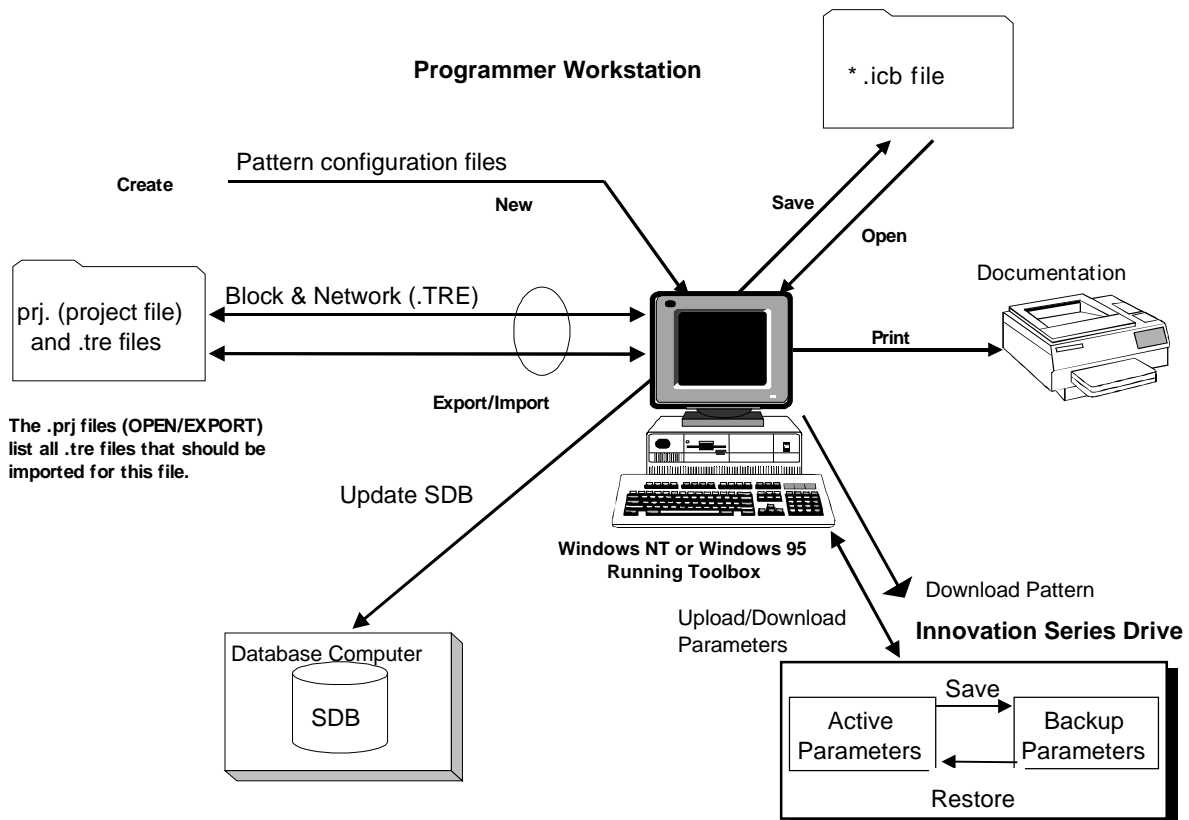 Programmer Workstation
* .icb file
Pattern configuration files
Create
New
Save
Open
Documentation
prj. (project file)
and .tre files
Block & Network (.TRE)
Print
Export/Import
The .prj files (OPEN/EXPORT)
list all .tre files that should be
imported for this file.
Update SDB
Windows NT or Windows 95
Running Toolbox
Download Pattern
Upload/Download
Parameters
Innovation Series Drive
Database Computer
SDB
Save
Active
Parameters
Backup
Parameters
Restore